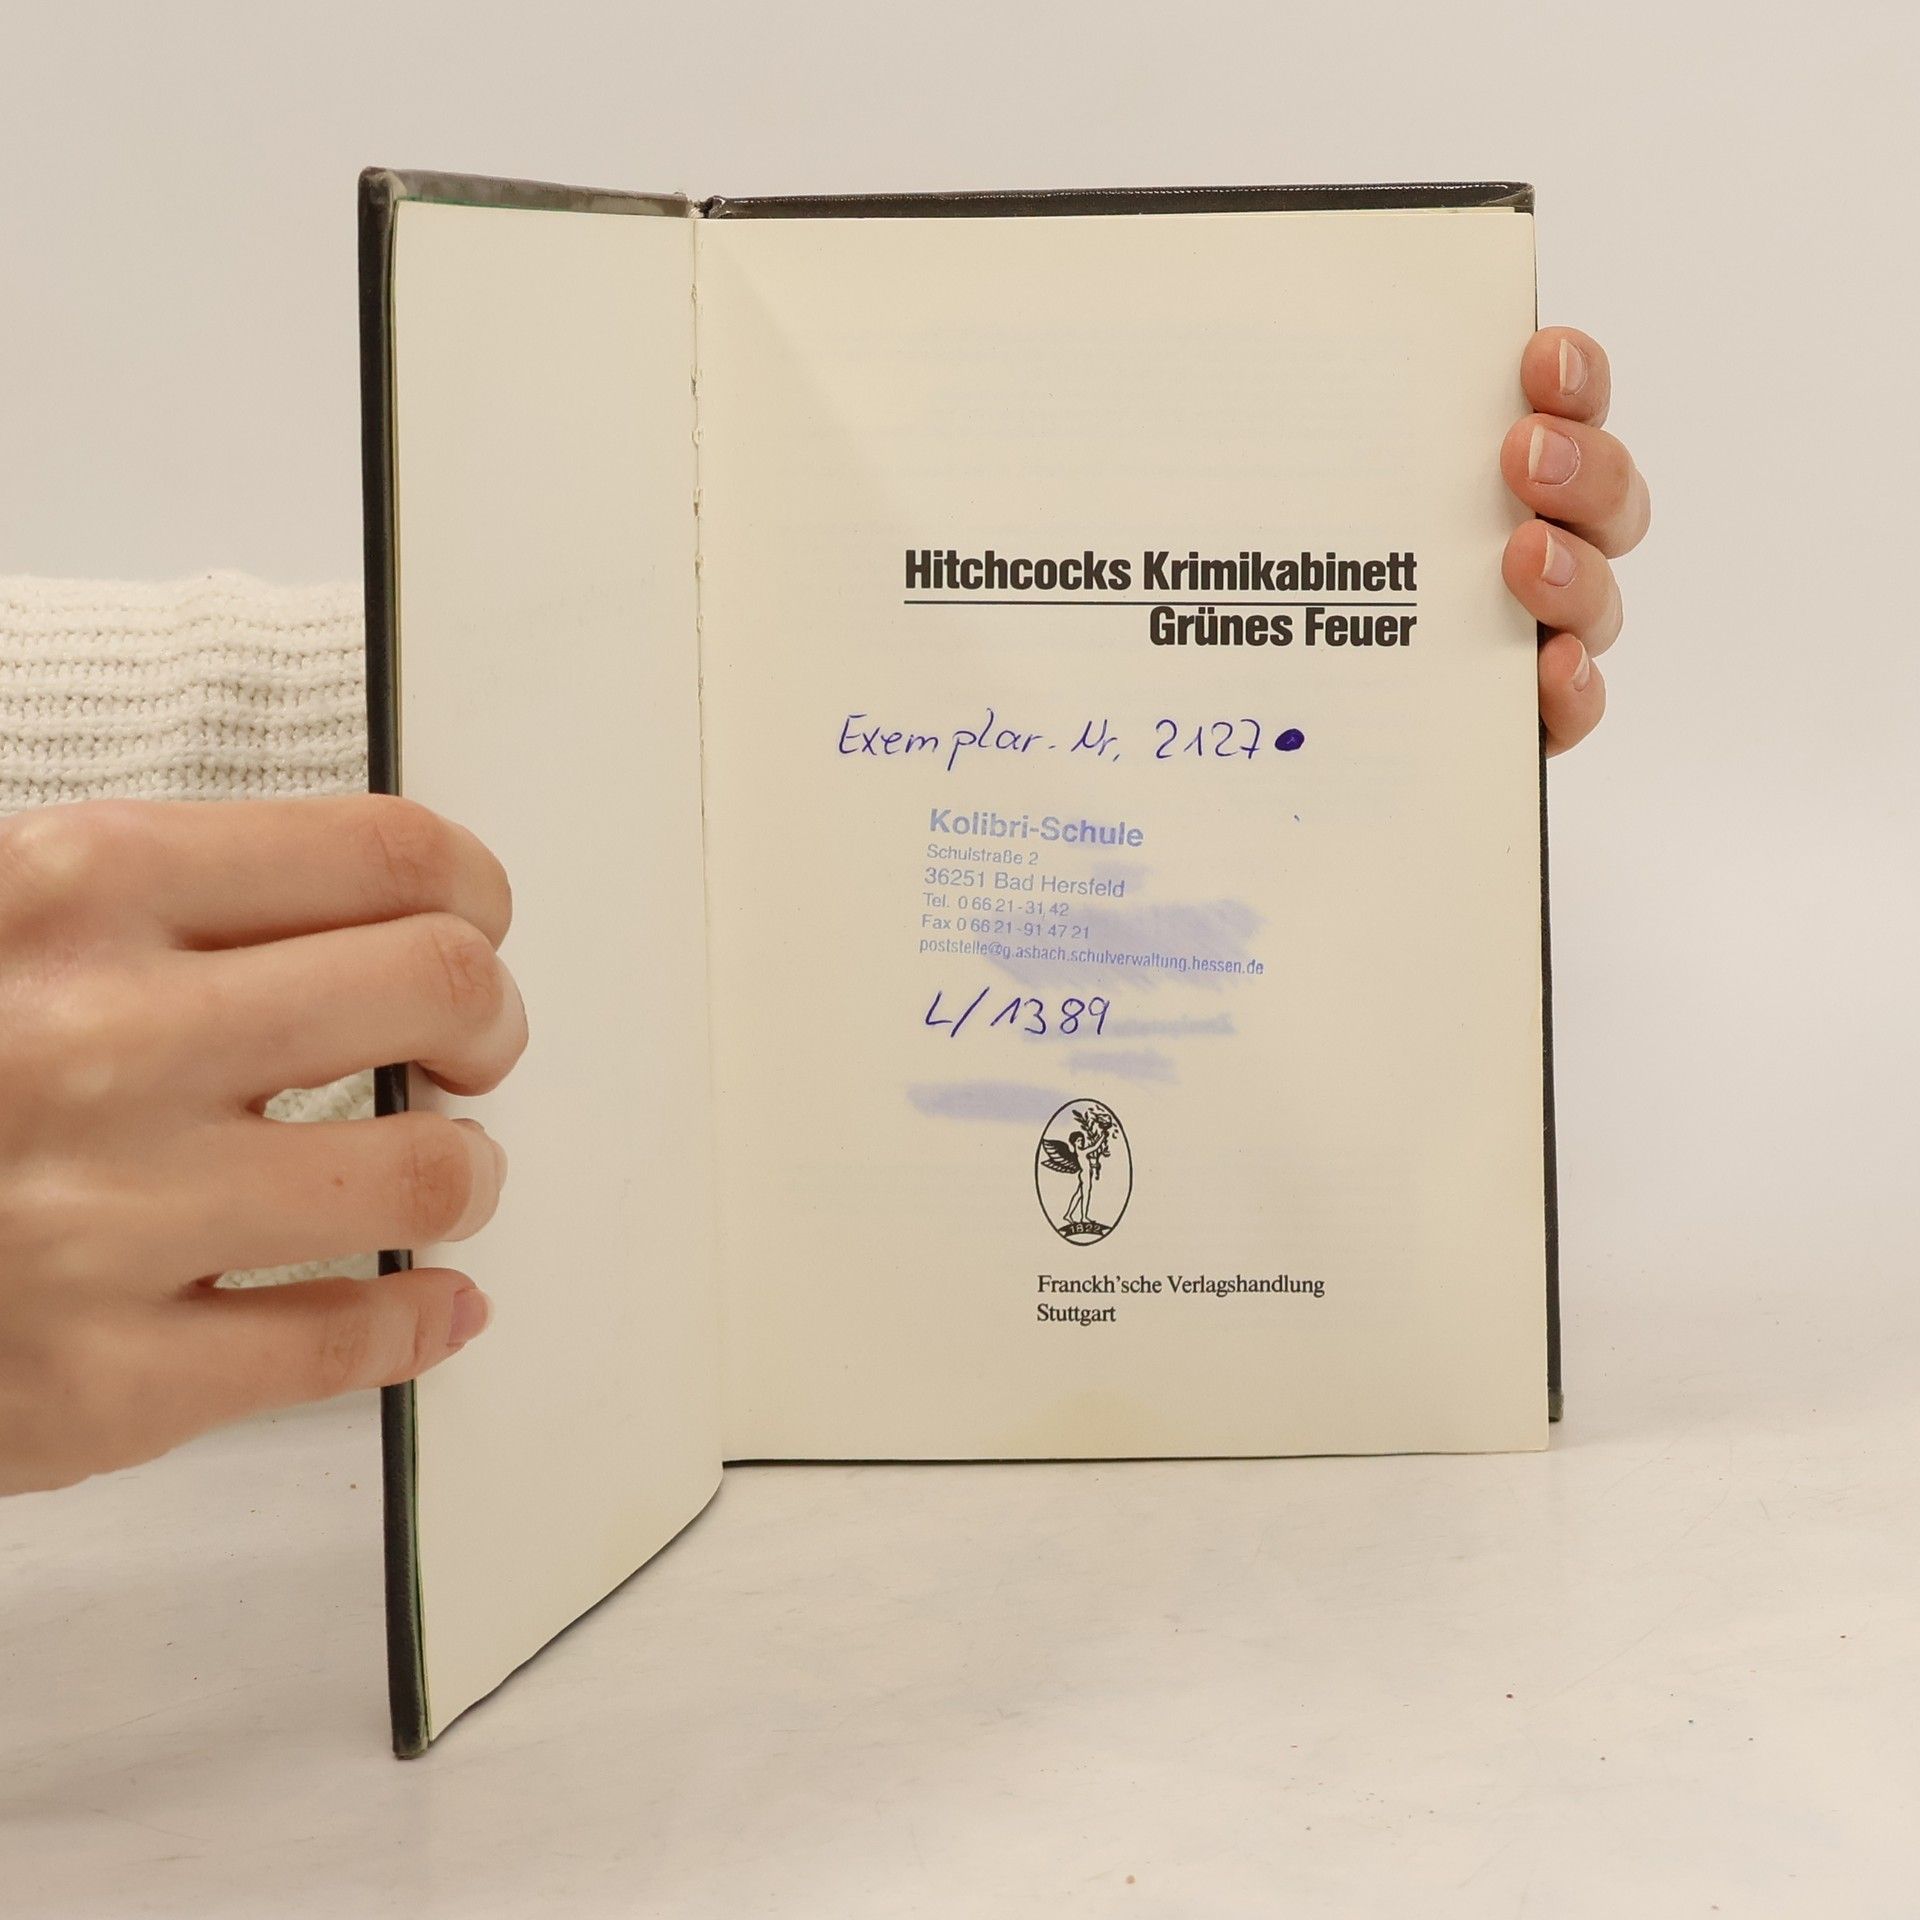 Hitchcocks Krimikabinett
Grünes Feuer
Exemplar-Nr. 2127
Kolibri-Schule
Schulstraße 2
36251 Bad Hersfeld
Tel. 0 66 21 - 31 42
Fax 0 66 21 - 91 47 21
poststelle@g.asbach.schulverwaltung.hessen.de
L/1389
1822
Franckh'sche Verlagshandlung
Stuttgart